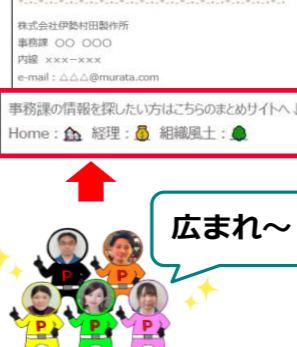 *-.*-.*-.*-.*-.*-.*-.*-.*-.*-.*-.*-.*-.*
株式会社伊勢村田製作所
事務課 〇〇 〇〇〇
内線 ×××-×××
e-mail:△△△@murata.com
事務課の情報を探したい方はこちらのまとめサイトへ↓
Home: 経理: 組織風土:
広まれ～
P P
P P P